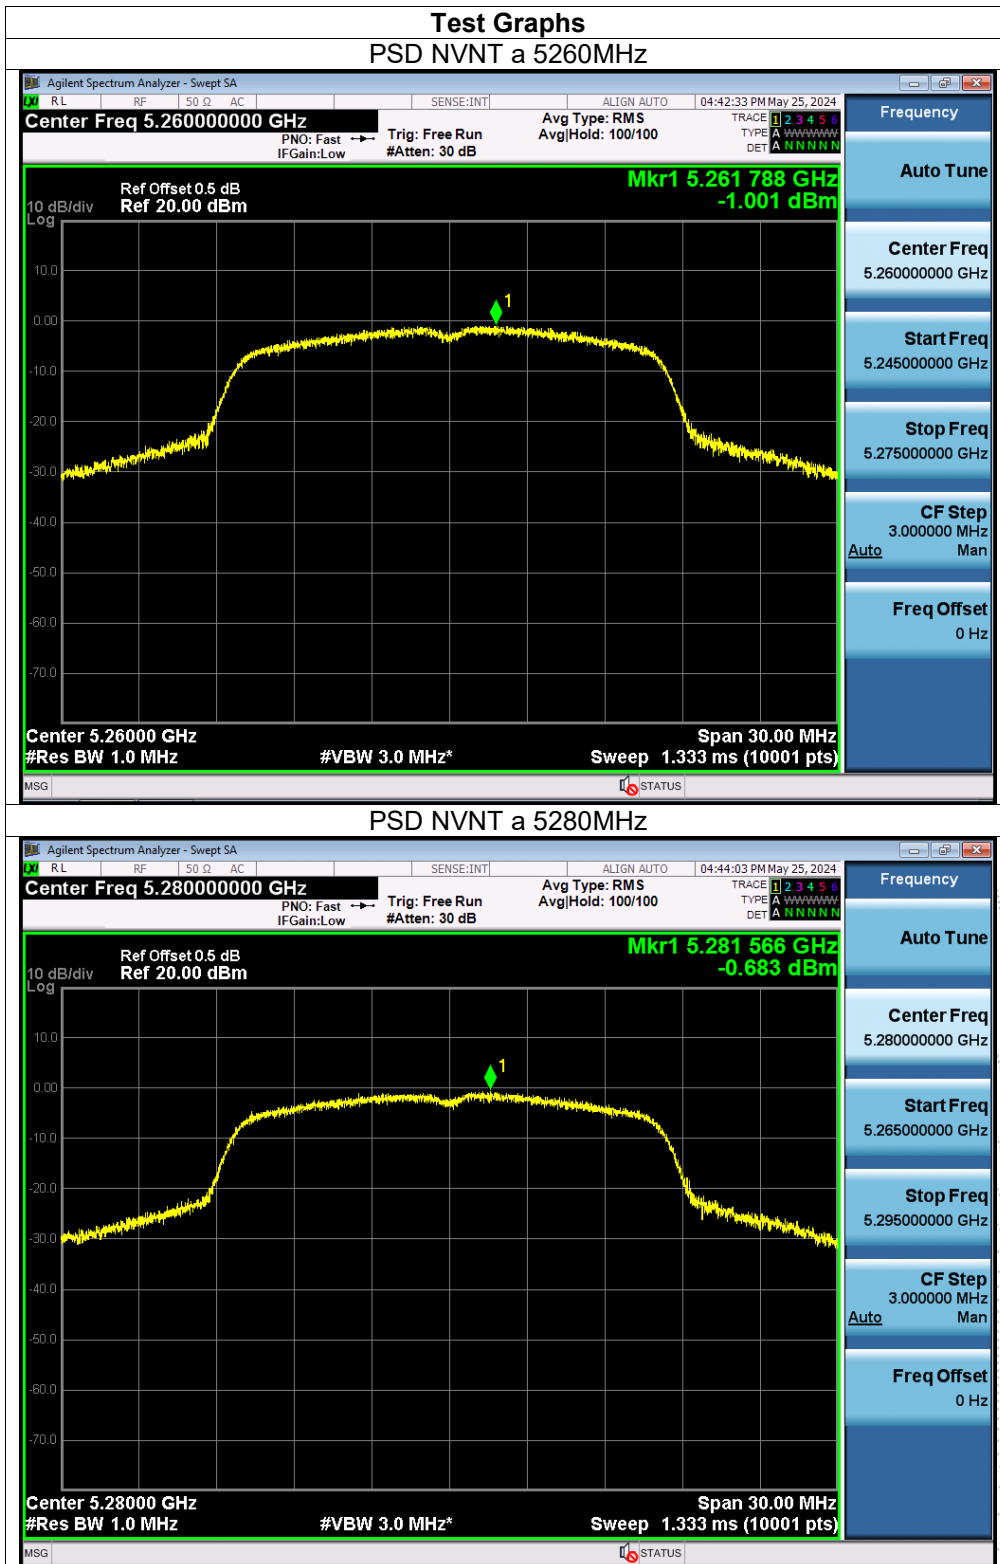 Test Graphs
PSD NVNT a 5260MHz
Agilent Spectrum Analyzer - Swept SA
LXI RL RF 50 Ω AC SENSE:INT ALIGN AUTO 04:42:33 PM May 25, 2024
Center Freq 5.260000000 GHz
PNO: Fast
IFGain:Low
Trig: Free Run
#Atten: 30 dB
Avg Type: RMS
Avg|Hold: 100/100
TRACE 1 2 3 4 5 6
TYPE A WWWWW
DET A N N N N N
Frequency
Auto Tune
Center Freq
5.260000000 GHz
Start Freq
5.245000000 GHz
Stop Freq
5.275000000 GHz
CF Step
3.000000 MHz
Auto Man
Freq Offset
0 Hz
Mkr1 5.261 788 GHz
-1.001 dBm
Ref Offset 0.5 dB
10 dB/div Ref 20.00 dBm
Log
10.0
0.00
-10.0
-20.0
-30.0
-40.0
-50.0
-60.0
-70.0
1
Center 5.26000 GHz Span 30.00 MHz
#Res BW 1.0 MHz #VBW 3.0 MHz* Sweep 1.333 ms (10001 pts)
MSG STATUS
PSD NVNT a 5280MHz
Agilent Spectrum Analyzer - Swept SA
LXI RL RF 50 Ω AC SENSE:INT ALIGN AUTO 04:44:03 PM May 25, 2024
Center Freq 5.280000000 GHz
PNO: Fast
IFGain:Low
Trig: Free Run
#Atten: 30 dB
Avg Type: RMS
Avg|Hold: 100/100
TRACE 1 2 3 4 5 6
TYPE A WWWWW
DET A N N N N N
Frequency
Auto Tune
Center Freq
5.280000000 GHz
Start Freq
5.265000000 GHz
Stop Freq
5.295000000 GHz
CF Step
3.000000 MHz
Auto Man
Freq Offset
0 Hz
Mkr1 5.281 566 GHz
-0.683 dBm
Ref Offset 0.5 dB
10 dB/div Ref 20.00 dBm
Log
10.0
0.00
-10.0
-20.0
-30.0
-40.0
-50.0
-60.0
-70.0
1
Center 5.28000 GHz Span 30.00 MHz
#Res BW 1.0 MHz #VBW 3.0 MHz* Sweep 1.333 ms (10001 pts)
MSG STATUS